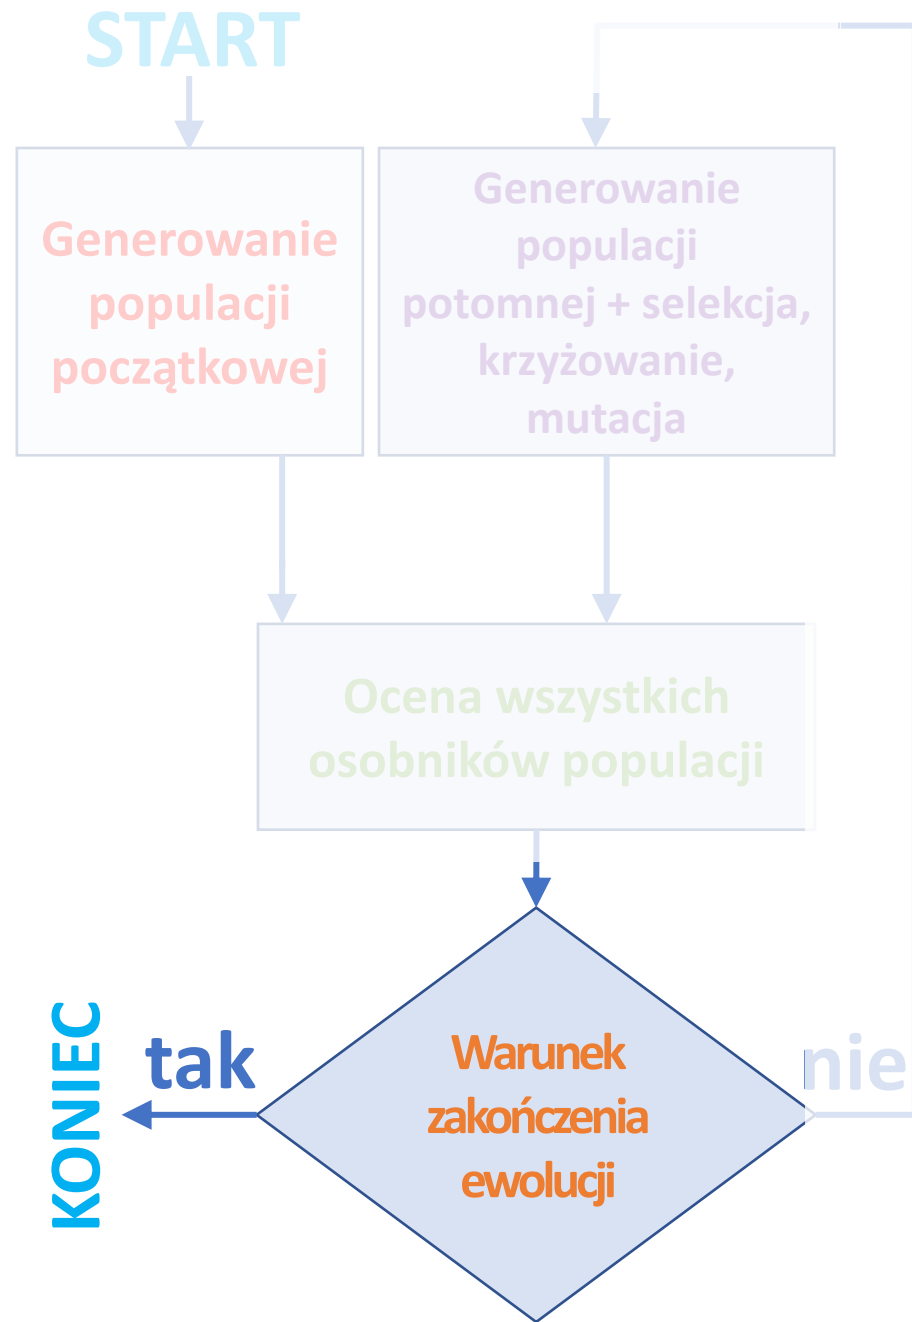 START
Generowanie
populacji
początkowej
Generowanie
populacji
potomnej + selekcja,
krzyżowanie,
mutacja
Ocena wszystkich
osobników populacji
KONIEC
tak
Warunek
zakończenia
ewolucji
nie